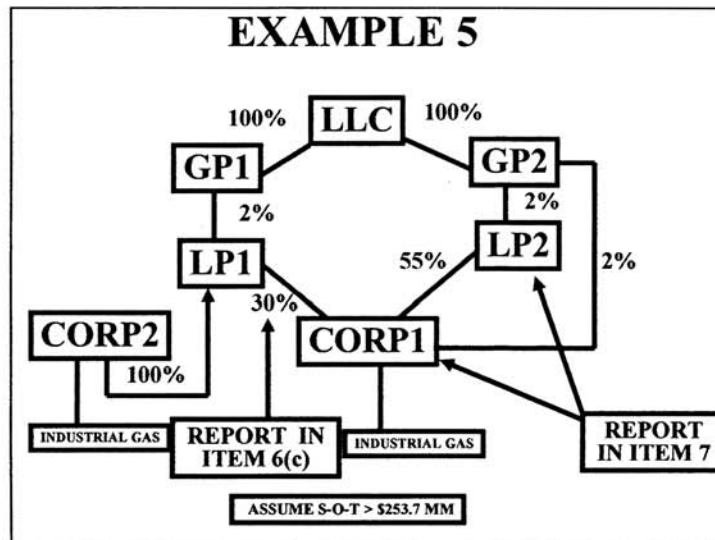 EXAMPLE 5
100%
LLC
100%
GP1
GP2
2%
2%
LP1
LP2
55%
2%
30%
CORP2
CORP1
100%
INDUSTRIAL GAS
REPORT IN
ITEM 6(c)
INDUSTRIAL GAS
REPORT
IN ITEM 7
ASSUME S-O-T > $253.7 MM